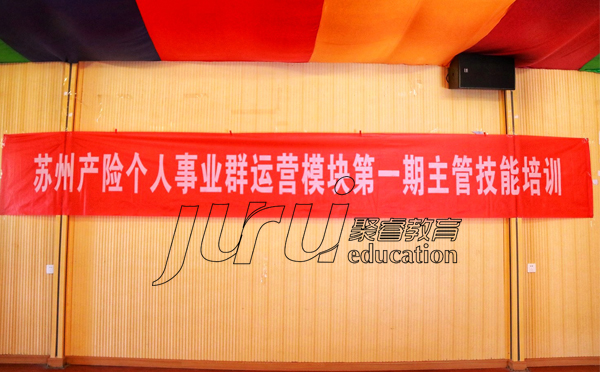 苏州产险个人事业群运营模块第一期主管技能培训
jurui 聚睿教育
education